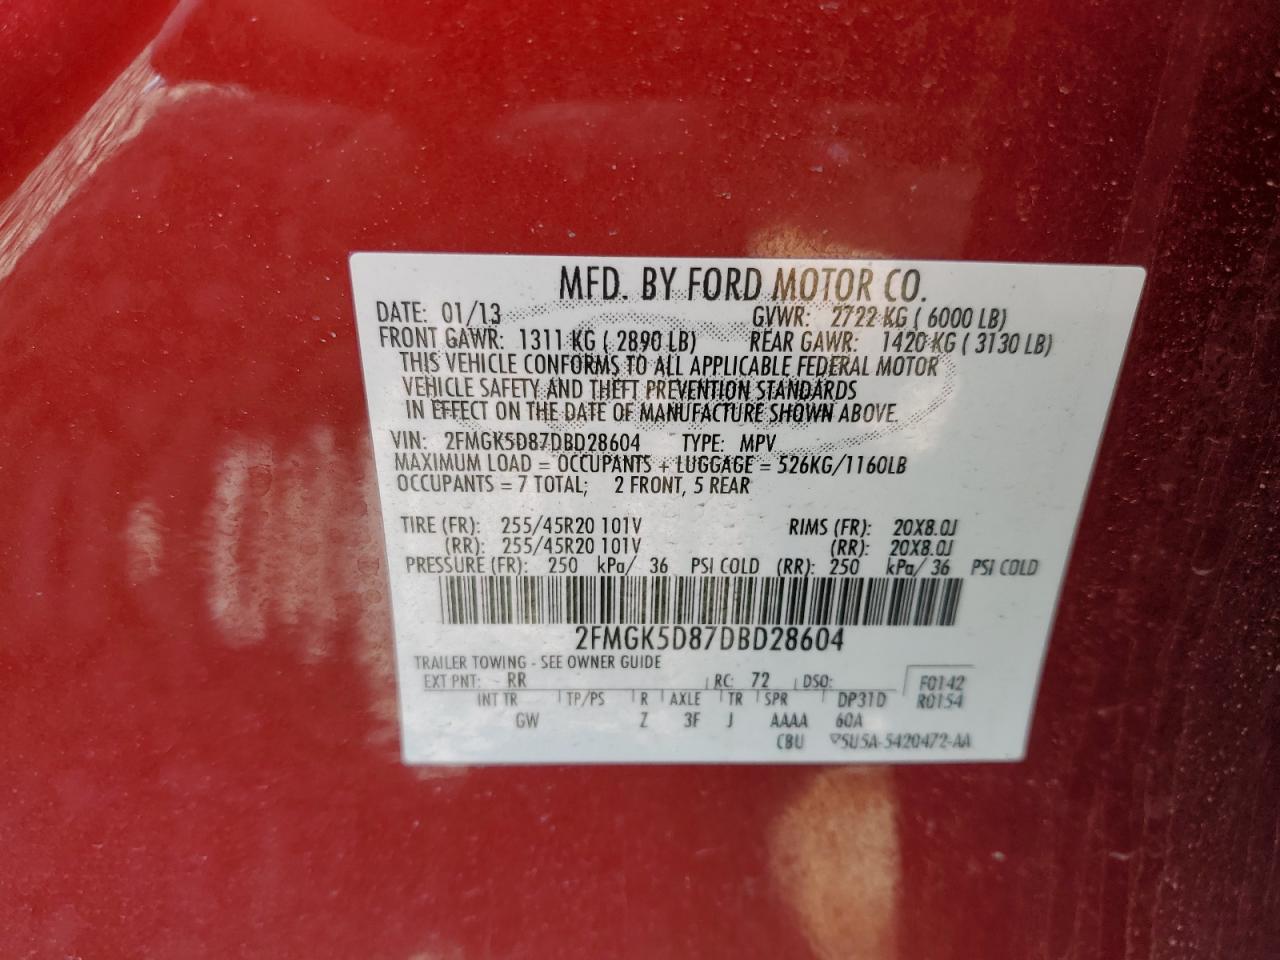 MFD. BY FORD MOTOR CO.
DATE: 01/13 GVWR: 2722 KG ( 6000 LB)
FRONT GAWR: 1311 KG ( 2890 LB) REAR GAWR: 1420 KG ( 3130 LB)
THIS VEHICLE CONFORMS TO ALL APPLICABLE FEDERAL MOTOR
VEHICLE SAFETY AND THEFT PREVENTION STANDARDS
IN EFFECT ON THE DATE OF MANUFACTURE SHOWN ABOVE.
VIN: 2FMGK5D87DBD28604 TYPE: MPV
MAXIMUM LOAD = OCCUPANTS + LUGGAGE = 526KG/1160LB
OCCUPANTS = 7 TOTAL; 2 FRONT, 5 REAR
TIRE (FR): 255/45R20 101V RIMS (FR): 20X8.0J
(RR): 255/45R20 101V (RR): 20X8.0J
PRESSURE (FR): 250 kPa/ 36 PSI COLD (RR): 250 kPa/ 36 PSI COLD
2FMGK5D87DBD28604
TRAILER TOWING - SEE OWNER GUIDE
EXT PNT: RR RC: 72 DSO: F0142
INT TR TP/PS R AXLE TR SPR DP31D R0154
GW Z 3F J AAAA 60A
CBU 5U5A-5420472-AA